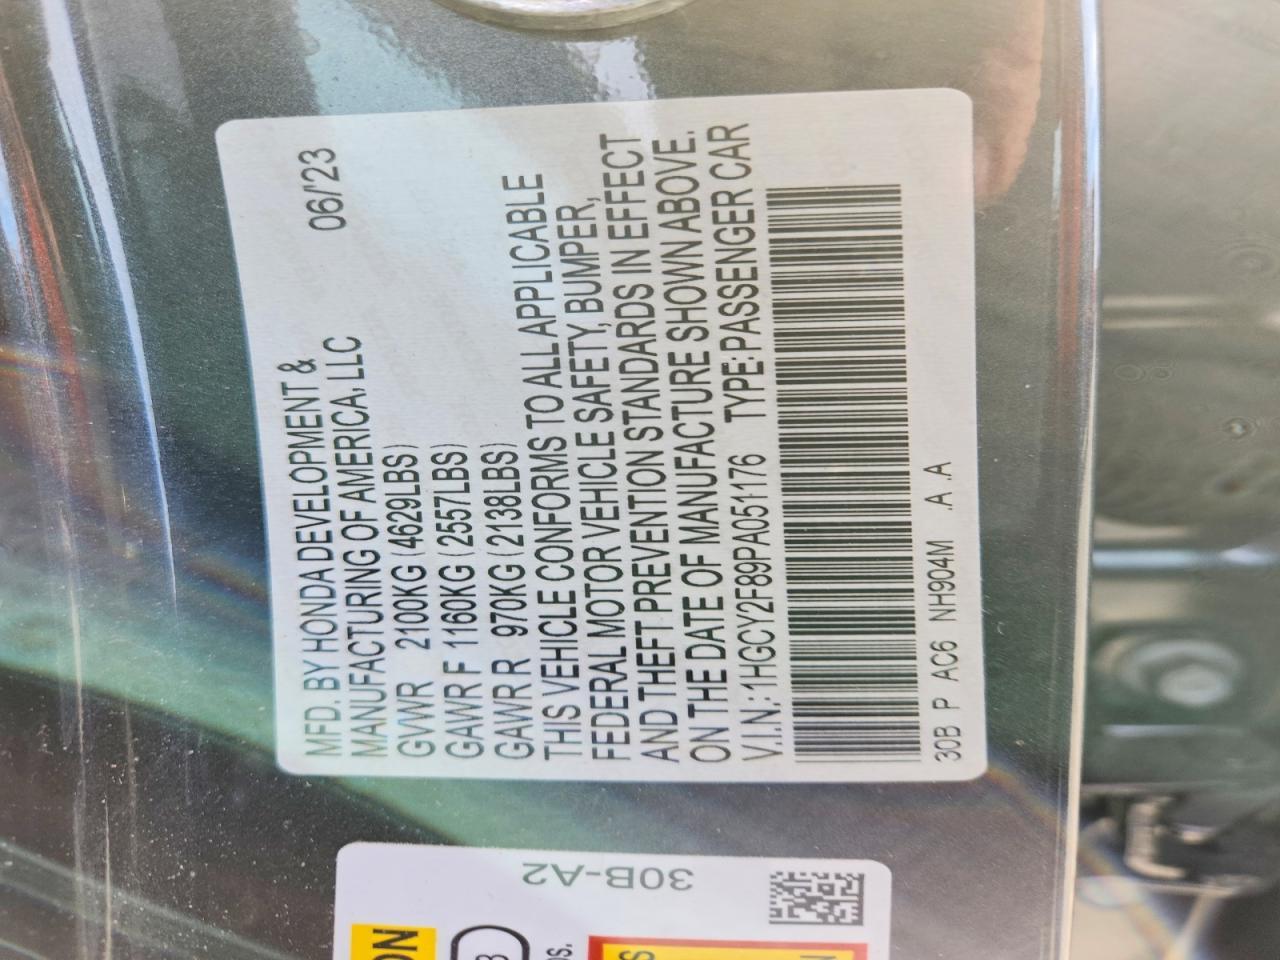 MFD. BY HONDA DEVELOPMENT &
MANUFACTURING OF AMERICA, LLC 06/'23
GVWR 2100KG (4629LBS)
GAWR F 1160KG (2557LBS)
GAWR R 970KG (2138LBS)
THIS VEHICLE CONFORMS TO ALL APPLICABLE
FEDERAL MOTOR VEHICLE SAFETY, BUMPER,
AND THEFT PREVENTION STANDARDS IN EFFECT
ON THE DATE OF MANUFACTURE SHOWN ABOVE.
V.I.N.: 1HGCY2F89PA051176 TYPE: PASSENGER CAR
30B P AC6 NH904M .A .A
30B-A2